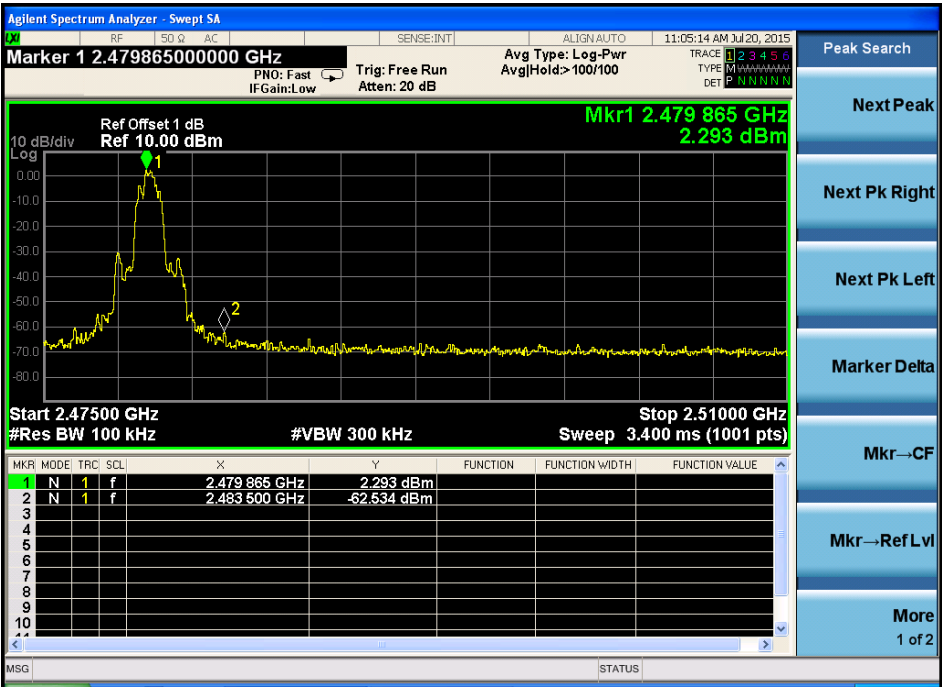 Agilent Spectrum Analyzer - Swept SA
LXI RF 50 Ω AC SENSE:INT ALIGN AUTO 11:05:14 AM Jul 20, 2015
Marker 1 2.479865000000 GHz
PNO: Fast
IFGain:Low
Trig: Free Run
Atten: 20 dB
Avg Type: Log-Pwr
Avg|Hold:> 100/100
TRACE 1 2 3 4 5 6
TYPE M WWWWW
DET P N N N N N
Peak Search
Next Peak
Next Pk Right
Next Pk Left
Marker Delta
Mkr→CF
Mkr→Ref Lvl
More
1 of 2
Mkr1 2.479 865 GHz
2.293 dBm
Ref Offset 1 dB
10 dB/div Ref 10.00 dBm
Log
0.00
-10.0
-20.0
-30.0
-40.0
-50.0
-60.0
-70.0
-80.0
1
2
Start 2.47500 GHz Stop 2.51000 GHz
#Res BW 100 kHz #VBW 300 kHz Sweep 3.400 ms (1001 pts)
MKR MODE TRC SCL X Y FUNCTION FUNCTION WIDTH FUNCTION VALUE
1 N 1 f 2.479 865 GHz 2.293 dBm
2 N 1 f 2.483 500 GHz -62.534 dBm
3
4
5
6
7
8
9
10
11
MSG STATUS